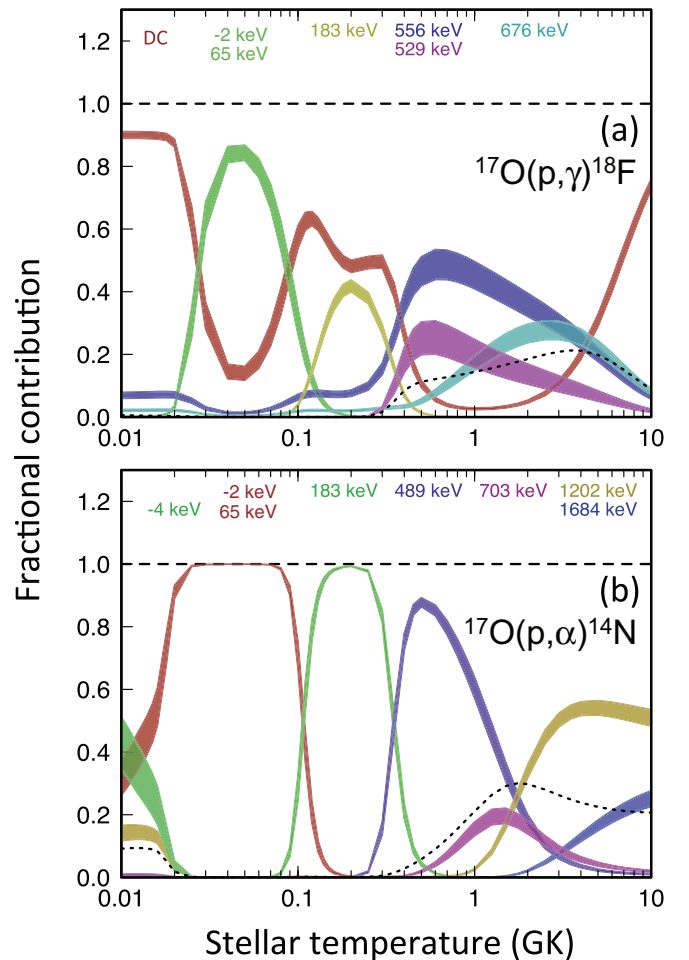 Fractional contribution
1.2
1.0
0.8
0.6
0.4
0.2
0.0
DC
-2 keV
65 keV
183 keV
556 keV
529 keV
676 keV
(a)
¹⁷O(p,γ)¹⁸F
0.01
0.1
1
10
1.2
1.0
0.8
0.6
0.4
0.2
0.0
-4 keV
-2 keV
65 keV
183 keV
489 keV
703 keV
1202 keV
1684 keV
(b)
¹⁷O(p,α)¹⁴N
0.01
0.1
1
10
Stellar temperature (GK)